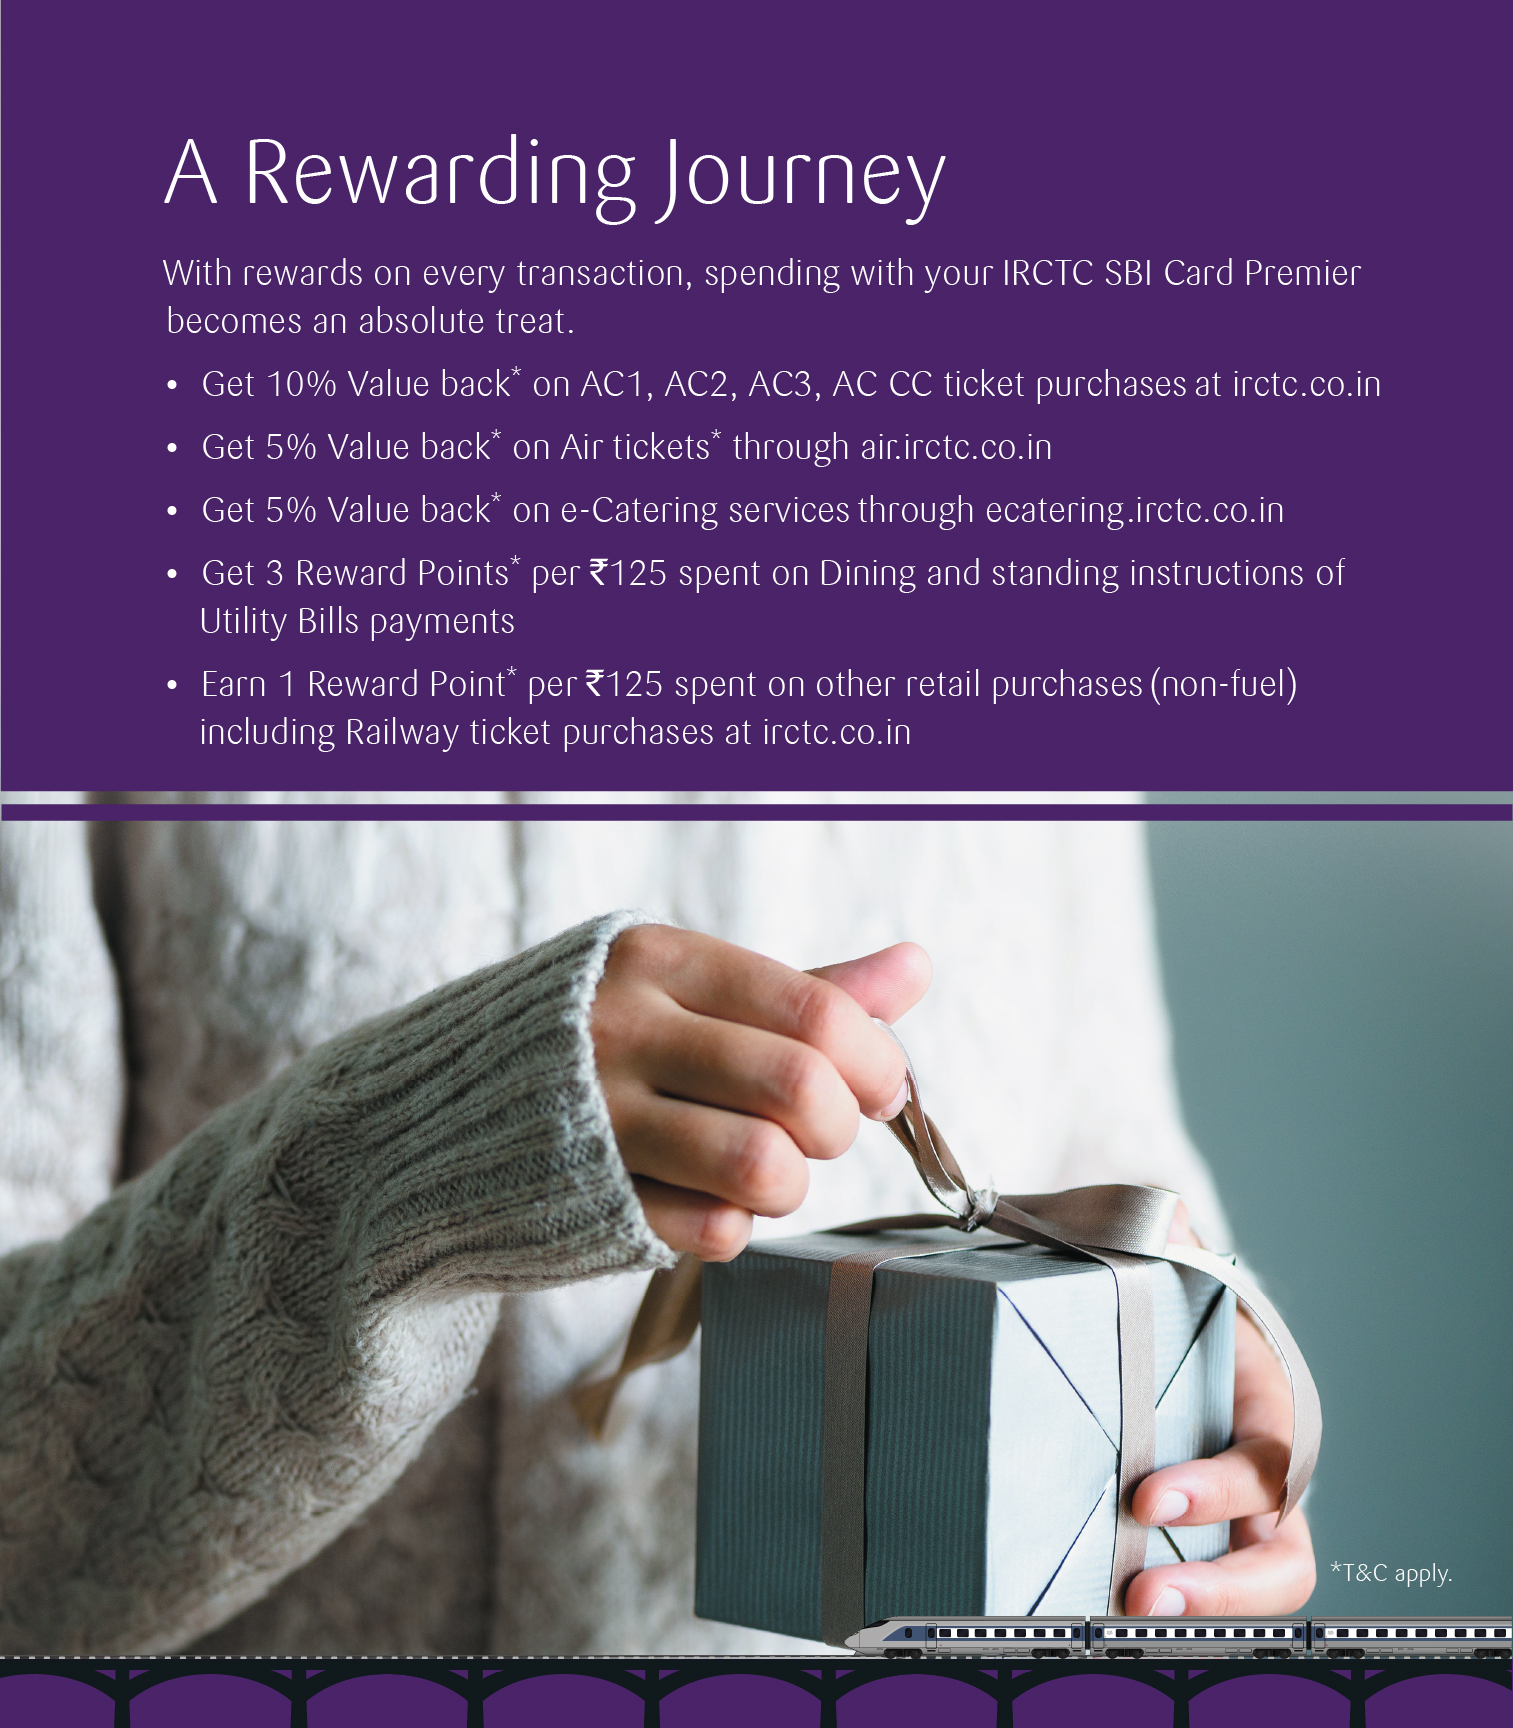 A Rewarding Journey
With rewards on every transaction, spending with your IRCTC SBI Card Premier
becomes an absolute treat.
• Get 10% Value back* on AC1, AC2, AC3, AC CC ticket purchases at irctc.co.in
• Get 5% Value back* on Air tickets* through air.irctc.co.in
• Get 5% Value back* on e-Catering services through ecatering.irctc.co.in
• Get 3 Reward Points* per ₹125 spent on Dining and standing instructions of
Utility Bills payments
• Earn 1 Reward Point* per ₹125 spent on other retail purchases (non-fuel)
including Railway ticket purchases at irctc.co.in
*T&C apply.